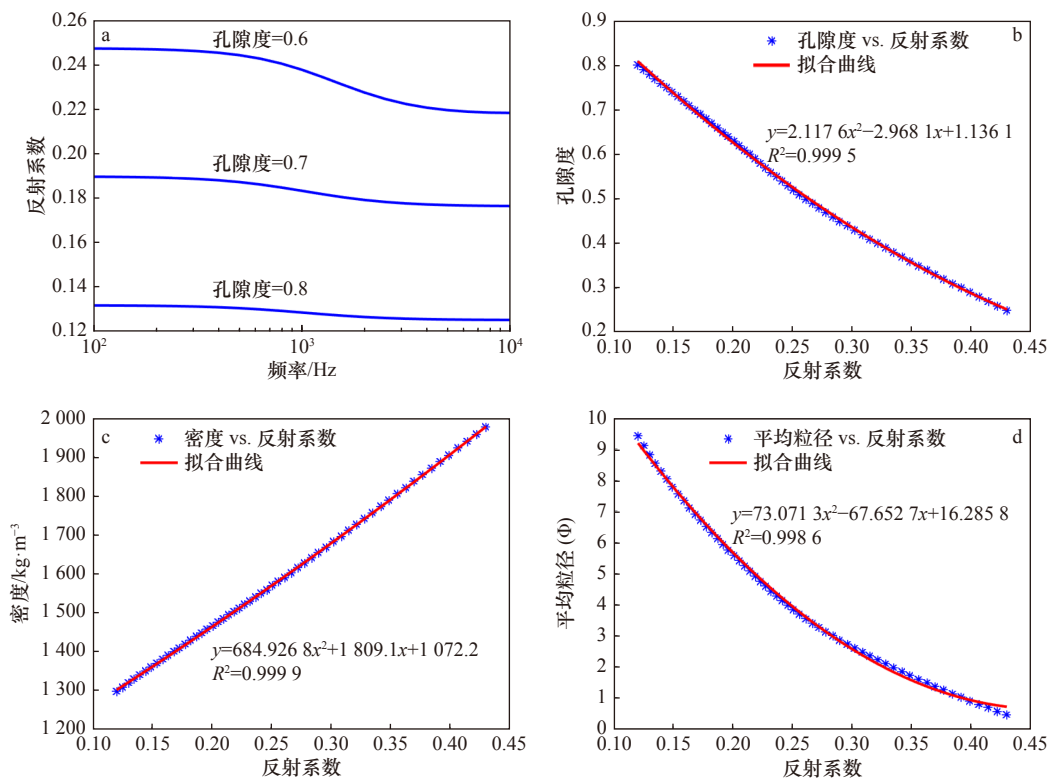 a
0.26
0.24
0.22
0.20
0.18
0.16
0.14
0.12
反射系数
孔隙度=0.6
孔隙度=0.7
孔隙度=0.8
10² 10³ 10⁴
频率/Hz
b
0.9
0.8
0.7
0.6
0.5
0.4
0.3
0.2
孔隙度
孔隙度 vs. 反射系数
拟合曲线
y=2.117 6x²−2.968 1x+1.136 1
R²=0.999 5
0.10 0.15 0.20 0.25 0.30 0.35 0.40 0.45
反射系数
c
2 000
1 900
1 800
1 700
1 600
1 500
1 400
1 300
1 200
密度/kg·m⁻³
密度 vs. 反射系数
拟合曲线
y=684.926 8x²+1 809.1x+1 072.2
R²=0.999 9
0.10 0.15 0.20 0.25 0.30 0.35 0.40 0.45
反射系数
d
10
9
8
7
6
5
4
3
2
1
0
平均粒径 (Φ)
平均粒径 vs. 反射系数
拟合曲线
y=73.071 3x²−67.652 7x+16.285 8
R²=0.998 6
0.10 0.15 0.20 0.25 0.30 0.35 0.40 0.45
反射系数